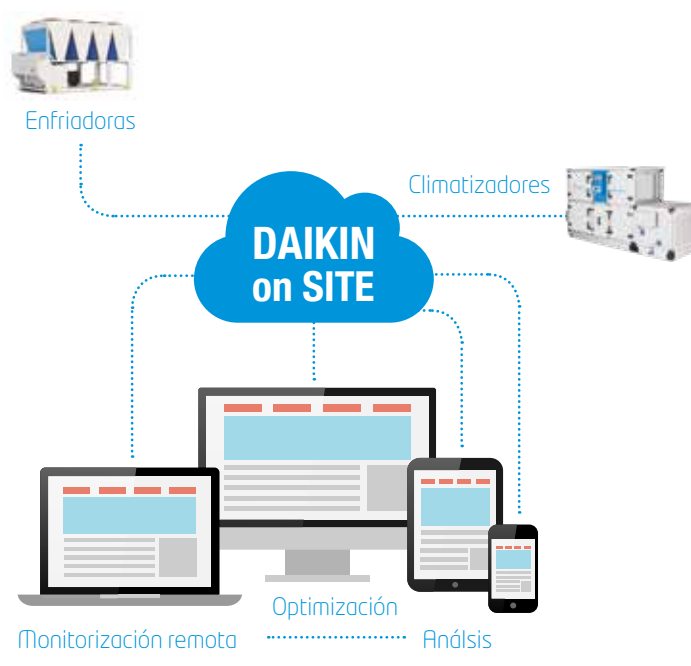 Enfriadoras
Climatizadores
DAIKIN
on SITE
Optimización
Monitorización remota
Análsis